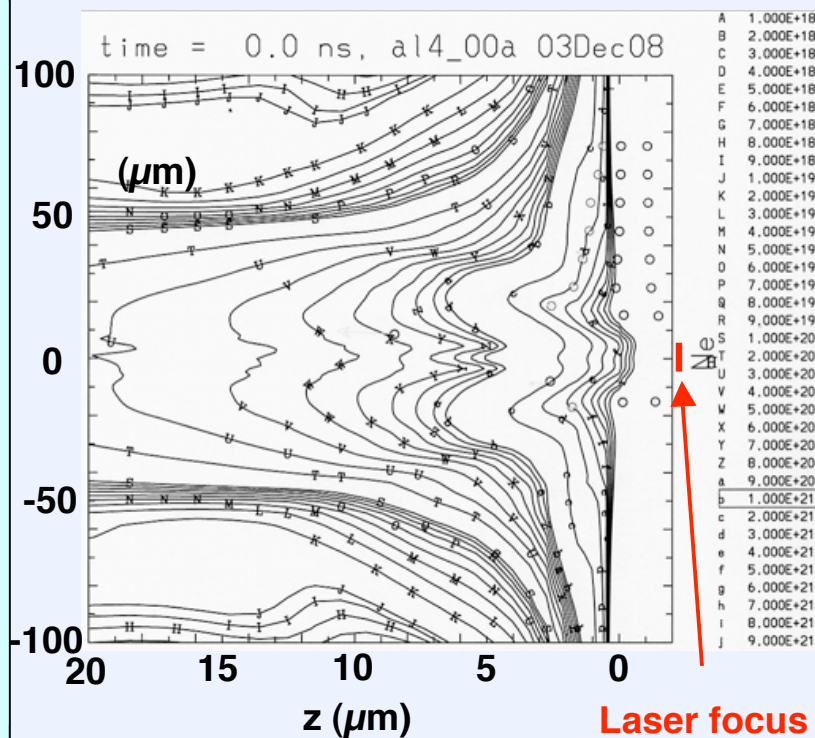 time = 0.0 ns, al4_00a 03Dec08
100
(μm)
50
0
-50
-100
20
15
10
5
0
z (μm)
Laser focus
Ne
A 1.000E+18
B 2.000E+18
C 3.000E+18
D 4.000E+18
E 5.000E+18
F 6.000E+18
G 7.000E+18
H 8.000E+18
I 9.000E+18
J 1.000E+19
K 2.000E+19
L 3.000E+19
M 4.000E+19
N 5.000E+19
O 6.000E+19
P 7.000E+19
Q 8.000E+19
R 9.000E+19
S 1.000E+20
T 2.000E+20
U 3.000E+20
V 4.000E+20
W 5.000E+20
X 6.000E+20
Y 7.000E+20
Z 8.000E+20
a 9.000E+20
b 1.000E+21
c 2.000E+21
d 3.000E+21
e 4.000E+21
f 5.000E+21
g 6.000E+21
h 7.000E+21
i 8.000E+21
j 9.000E+21